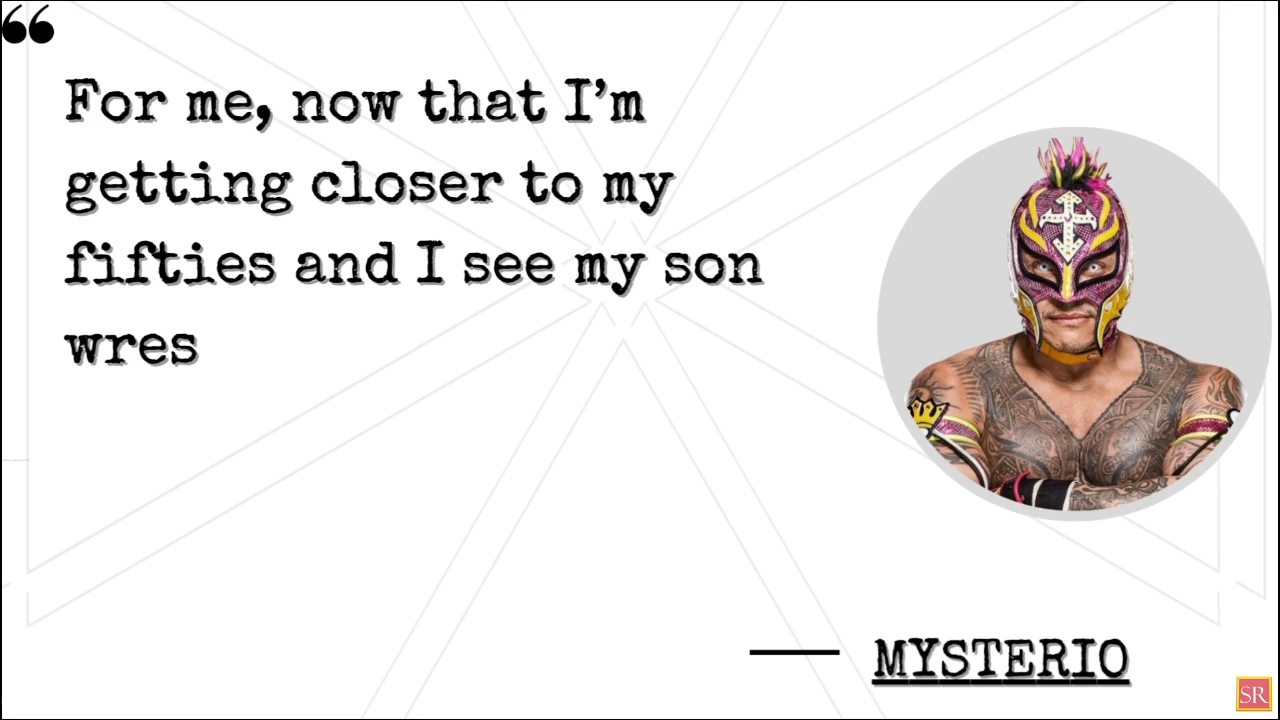 “
For me, now that I’m
getting closer to my
fifties and I see my son
wres
MYSTERIO
SR